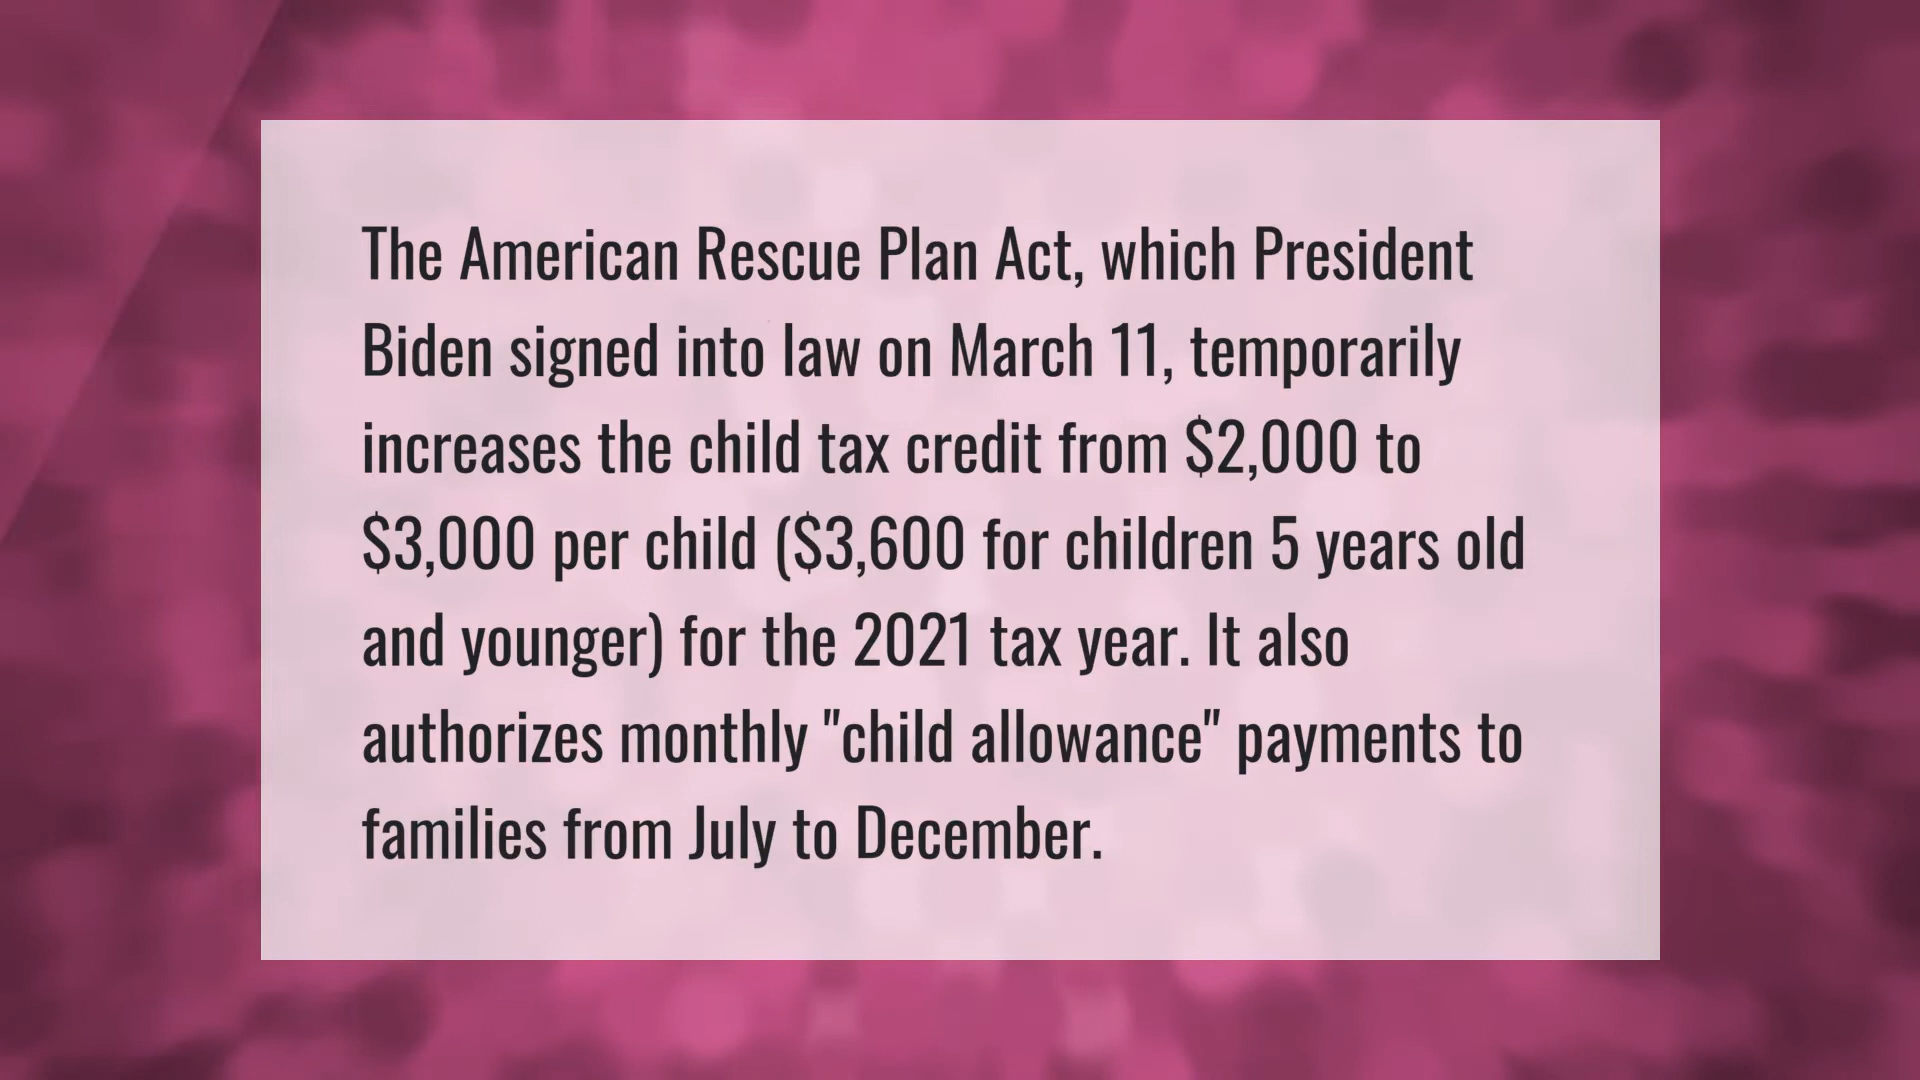 The American Rescue Plan Act, which President
Biden signed into law on March 11, temporarily
increases the child tax credit from $2,000 to
$3,000 per child ($3,600 for children 5 years old
and younger) for the 2021 tax year. It also
authorizes monthly "child allowance" payments to
families from July to December.